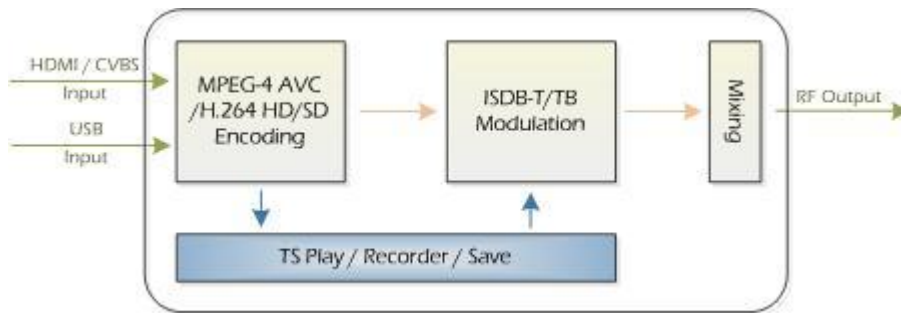 HDMI / CVBS
Input
USB
Input
MPEG-4 AVC
/H.264 HD/SD
Encoding
ISDB-T/TB
Modulation
Mixing
RF Output
TS Play / Recorder / Save